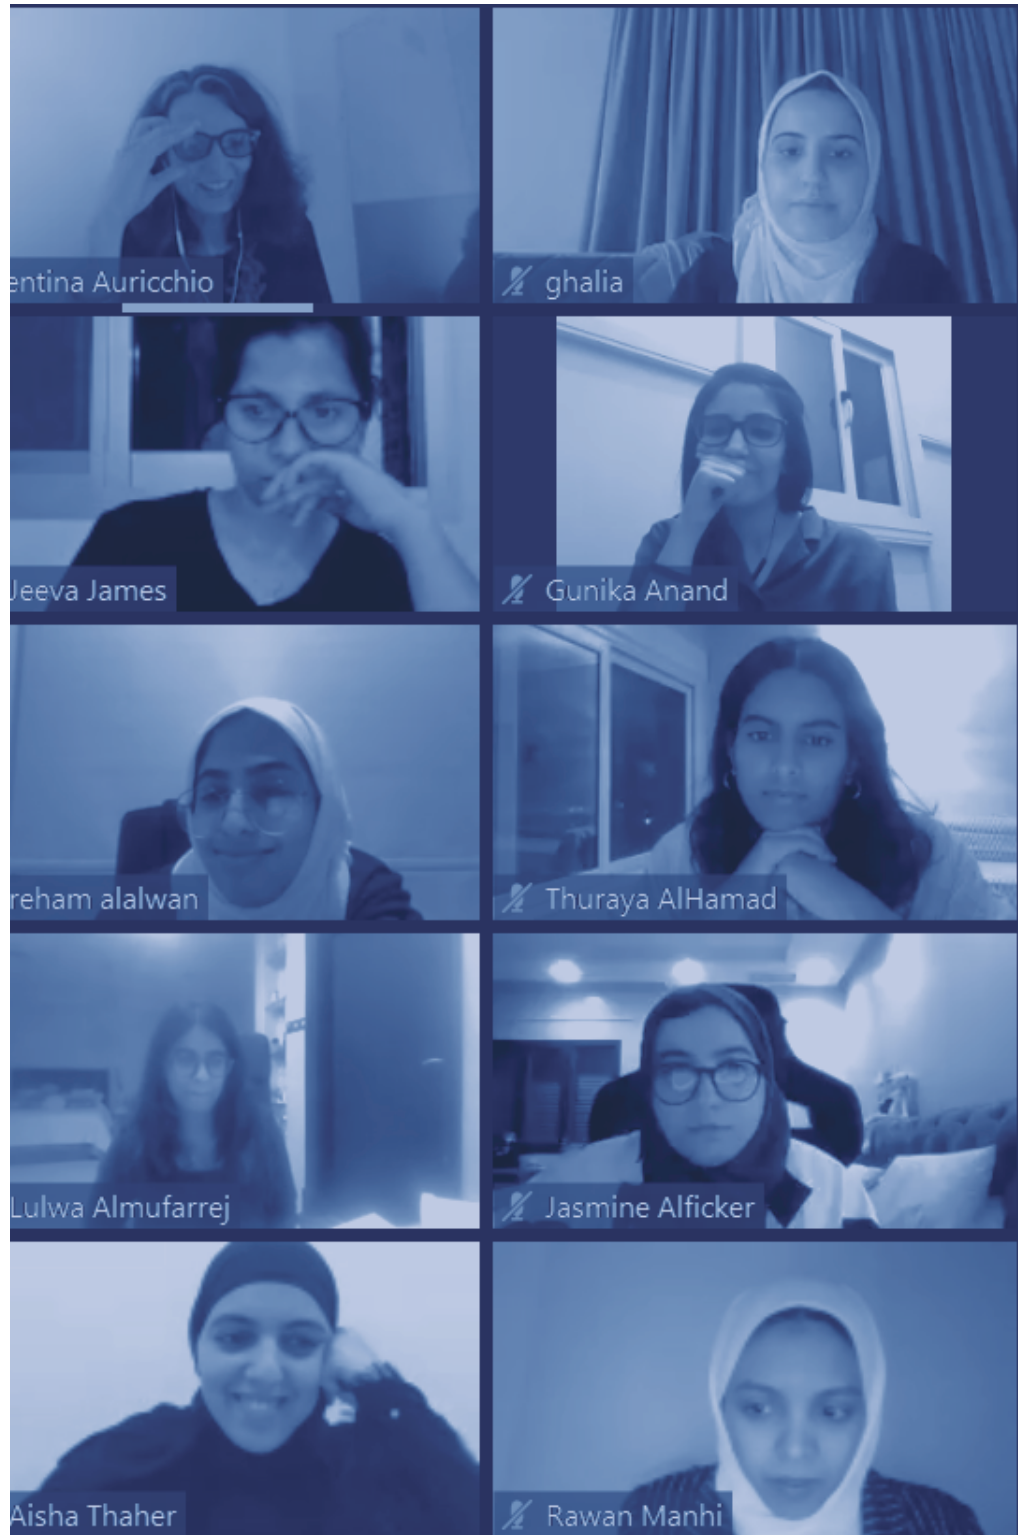 entina Auricchio
ghalia
Jeeva James
Gunika Anand
reham alalwan
Thuraya AlHamad
Lulwa Almufarrej
Jasmine Alficker
Aisha Thaher
Rawan Manhi